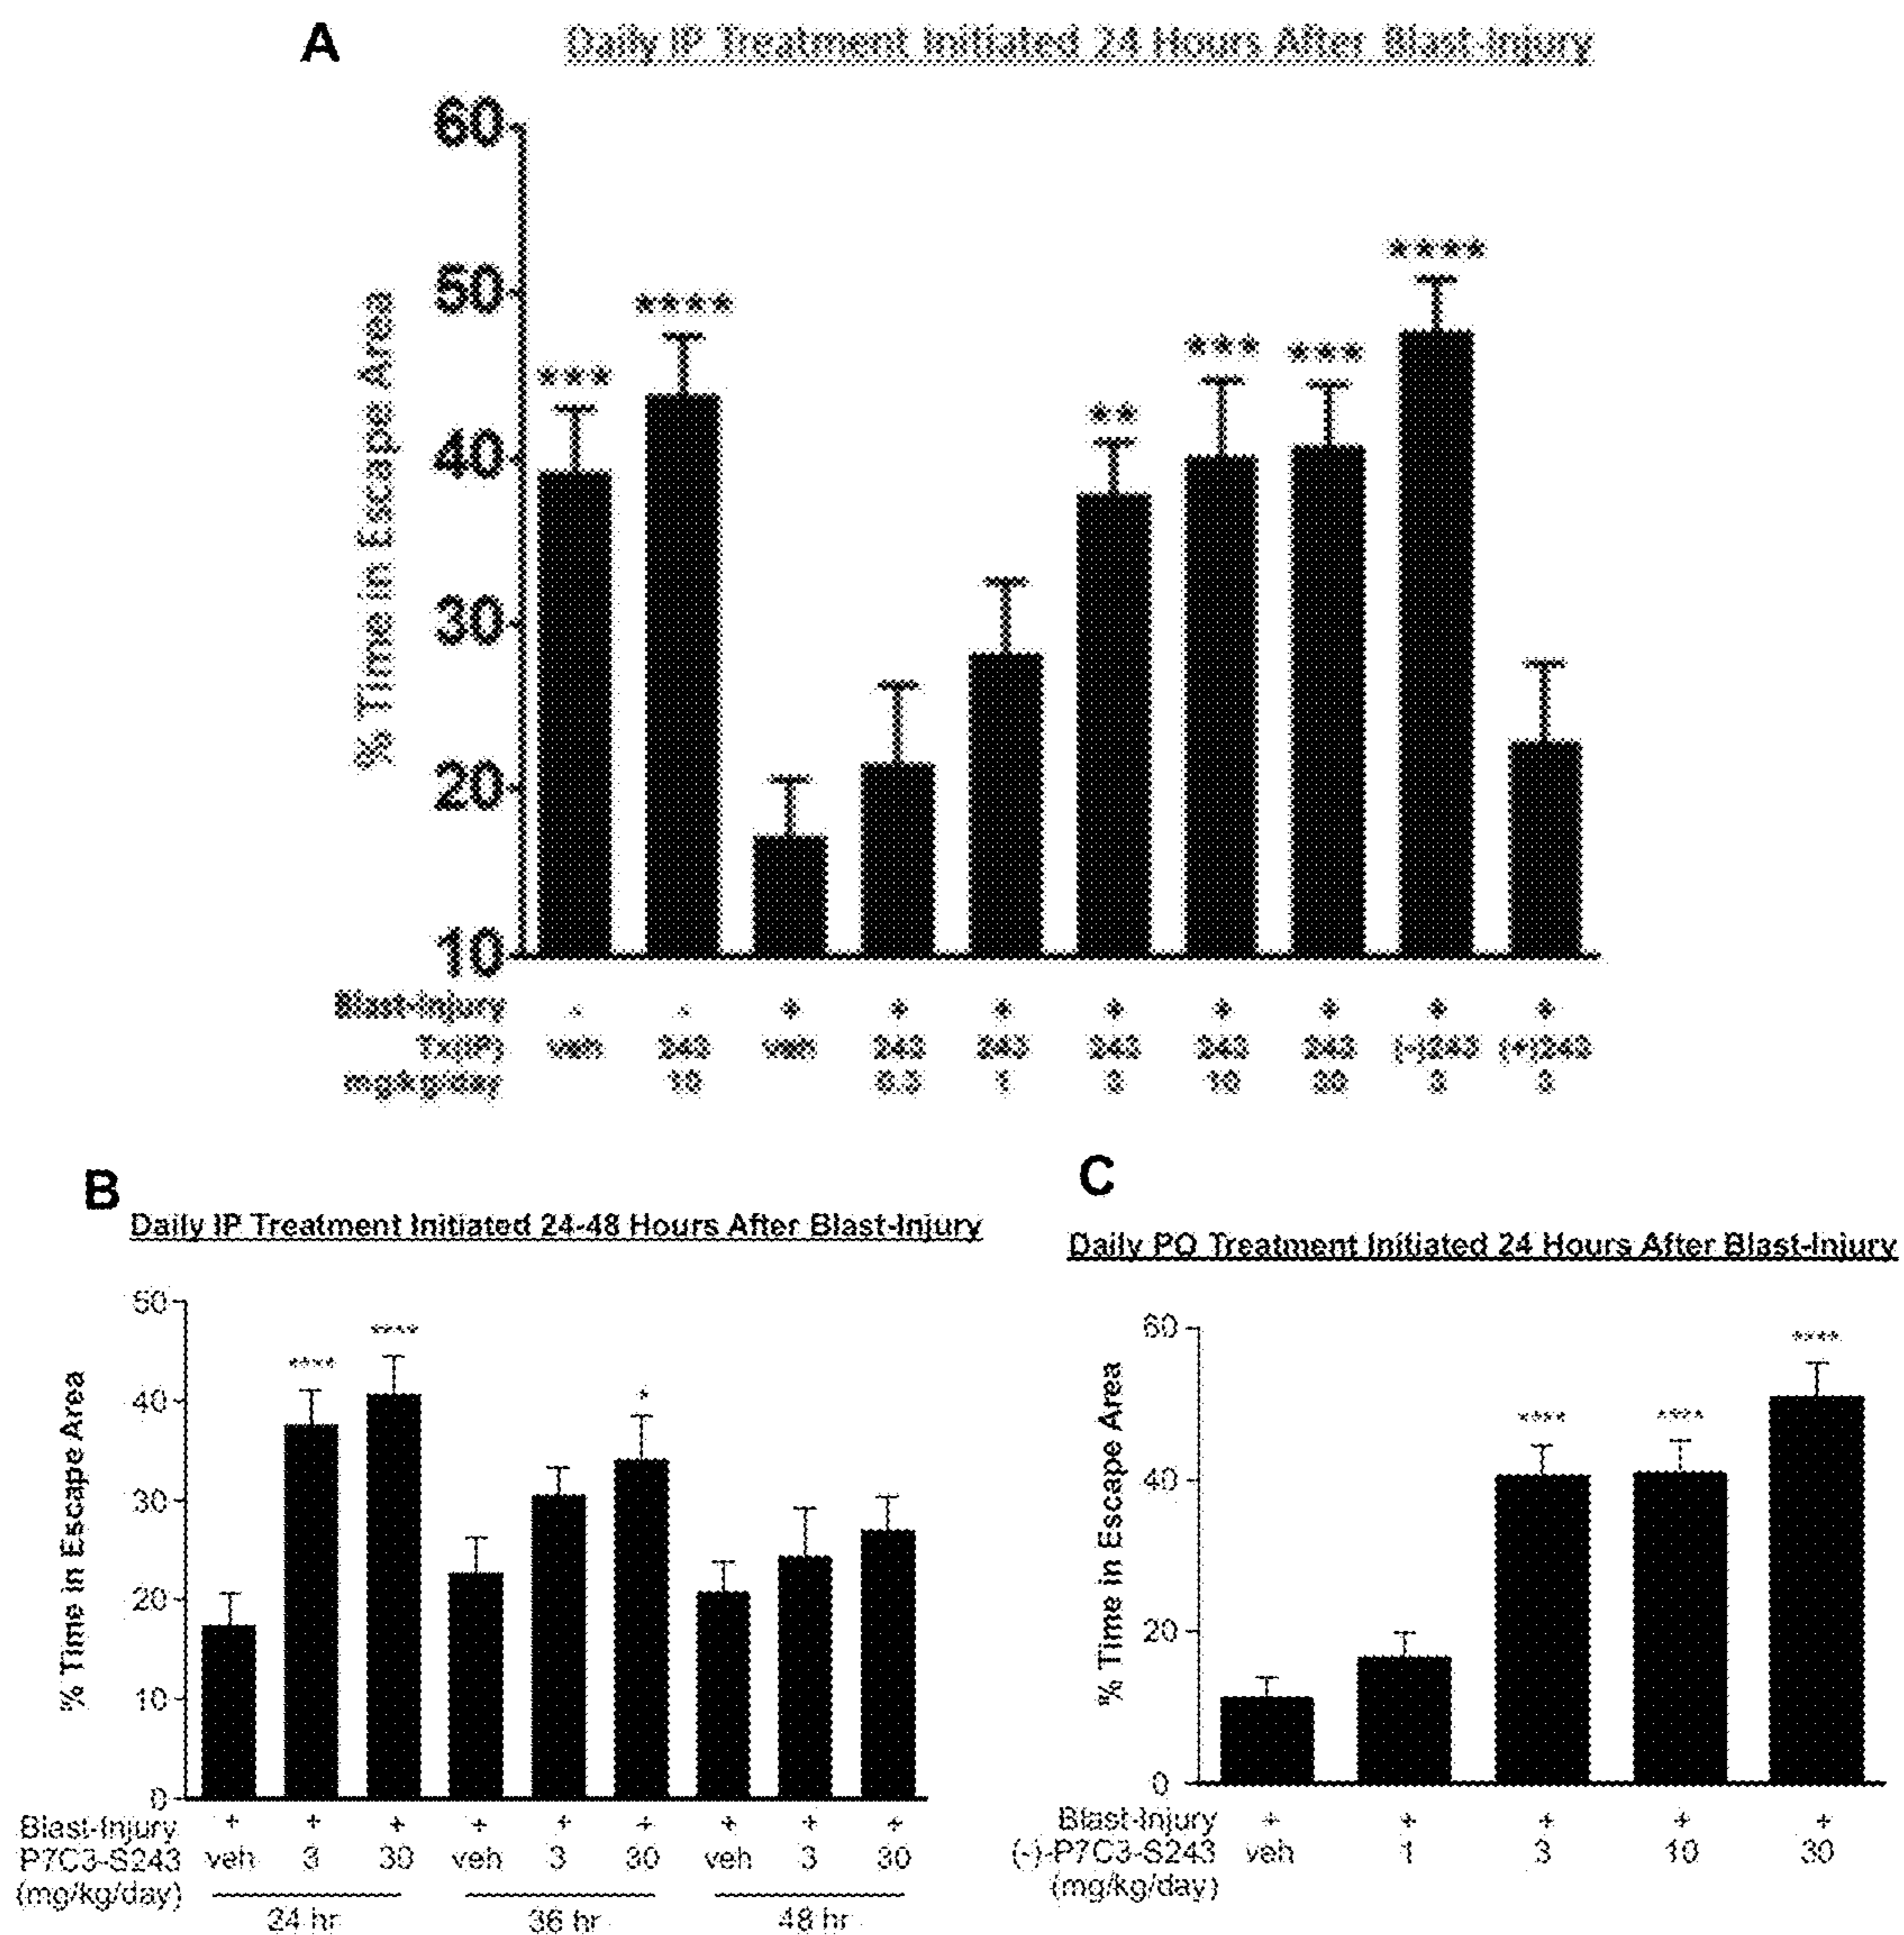 A
Daily IP Treatment Initiated 24 Hours After Blast-Injury
% Time in Escape Area
60
50
40
30
20
10
***
****
**
***
***
****
Blast-Injury - - + + + + + + + +
Tx(IP) veh 243 veh 243 243 243 243 243 (-)243 (+)243
mg/kg/day 10 1 3 10 3 3
B
Daily IP Treatment Initiated 24-48 Hours After Blast-Injury
% Time in Escape Area
50
40
30
20
10
0
****
****
*
Blast-Injury + + + + + + + + +
P7C3-S243 veh 3 30 veh 3 30 veh 3 30
(mg/kg/day)
24 hr 36 hr 48 hr
C
Daily PO Treatment Initiated 24 Hours After Blast-Injury
% Time in Escape Area
60
40
20
0
****
****
****
Blast-Injury + + + + +
(-)-P7C3-S243 veh 1 3 10 30
(mg/kg/day)